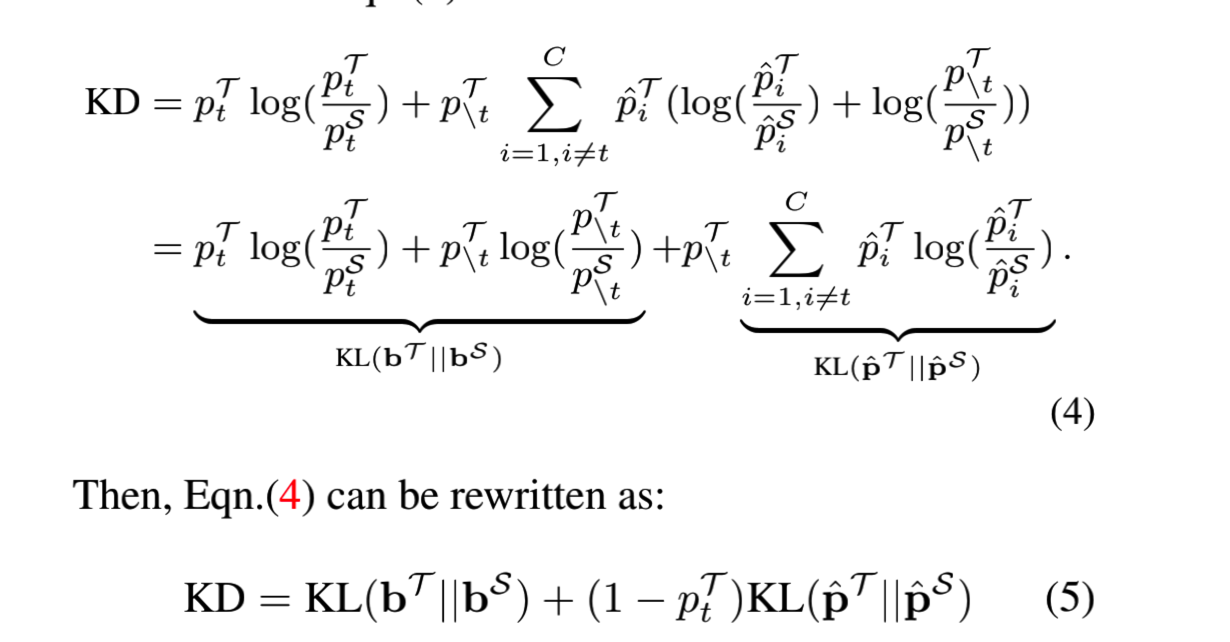 KD = p_t^𝒯 log(p_t^𝒯 / p_t^𝒮) + p_{\t}^𝒯 ∑_{i=1,i≠t}^C p̂_i^𝒯 (log(p̂_i^𝒯 / p̂_i^𝒮) + log(p_{\t}^𝒯 / p_{\t}^𝒮))
= p_t^𝒯 log(p_t^𝒯 / p_t^𝒮) + p_{\t}^𝒯 log(p_{\t}^𝒯 / p_{\t}^𝒮) + p_{\t}^𝒯 ∑_{i=1,i≠t}^C p̂_i^𝒯 log(p̂_i^𝒯 / p̂_i^𝒮) .
KL(b^𝒯||b^𝒮) KL(p̂^𝒯||p̂^𝒮)
(4)
Then, Eqn.(4) can be rewritten as:
KD = KL(b^𝒯||b^𝒮) + (1 − p_t^𝒯)KL(p̂^𝒯||p̂^𝒮) (5)